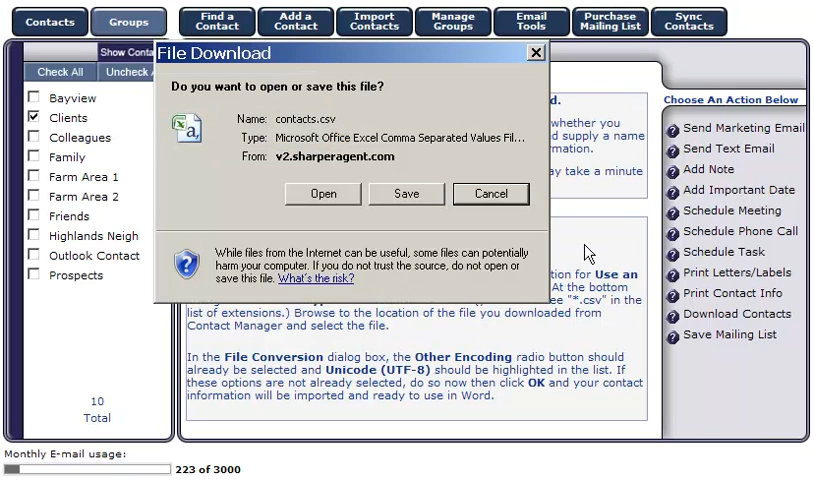 Contacts
Groups
Find a
Contact
Add a
Contact
Import
Contacts
Manage
Groups
Email
Tools
Purchase
Mailing List
Sync
Contacts
Show Conta
Check All
Uncheck A
Bayview
Clients
Colleagues
Family
Farm Area 1
Farm Area 2
Friends
Highlands Neigh
Outlook Contact
Prospects
10
Total
File Download
Do you want to open or save this file?
Name: contacts.csv
Type: Microsoft Office Excel Comma Separated Values Fil...
From: v2.sharperagent.com
Open
Save
Cancel
While files from the Internet can be useful, some files can potentially
harm your computer. If you do not trust the source, do not open or
save this file. What's the risk?
d.
whether you
d supply a name
rmation.
ay take a minute
tion for Use an
At the bottom
ee "*.csv" in the
list of extensions.) Browse to the location of the file you downloaded from
Contact Manager and select the file.
In the File Conversion dialog box, the Other Encoding radio button should
already be selected and Unicode (UTF-8) should be highlighted in the list. If
these options are not already selected, do so now then click OK and your contact
information will be imported and ready to use in Word.
Choose An Action Below
Send Marketing Email
Send Text Email
Add Note
Add Important Date
Schedule Meeting
Schedule Phone Call
Schedule Task
Print Letters/Labels
Print Contact Info
Download Contacts
Save Mailing List
Monthly E-mail usage:
223 of 3000